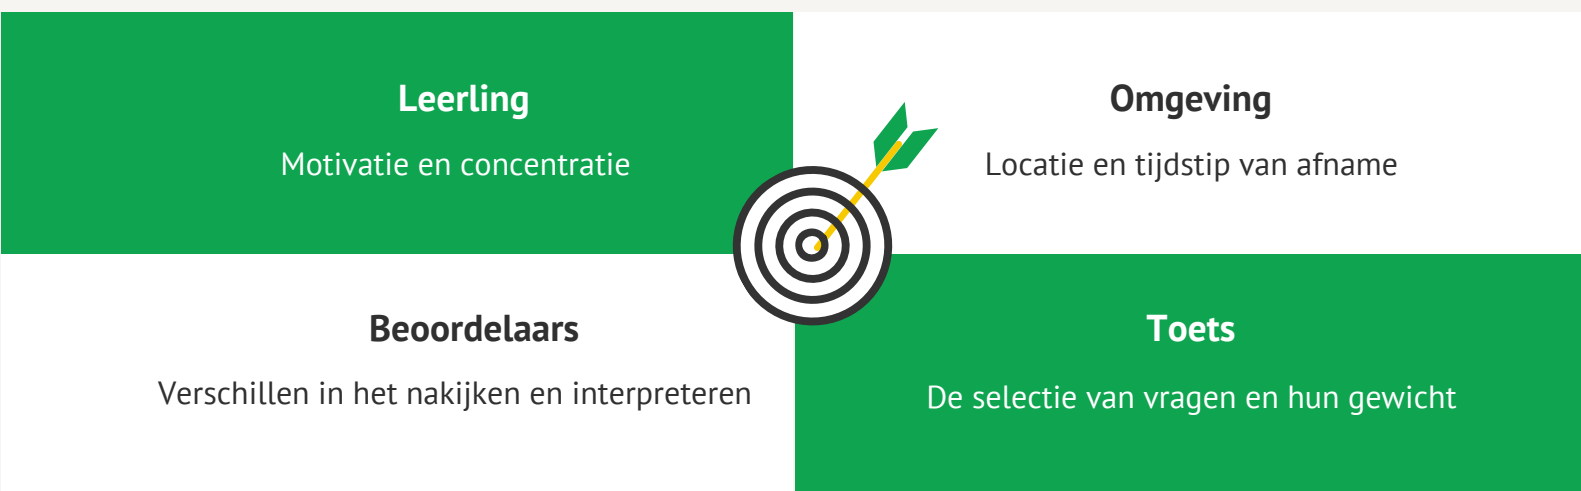 Leerling
Motivatie en concentratie
Omgeving
Locatie en tijdstip van afname
Beoordelaars
Verschillen in het nakijken en interpreteren
Toets
De selectie van vragen en hun gewicht